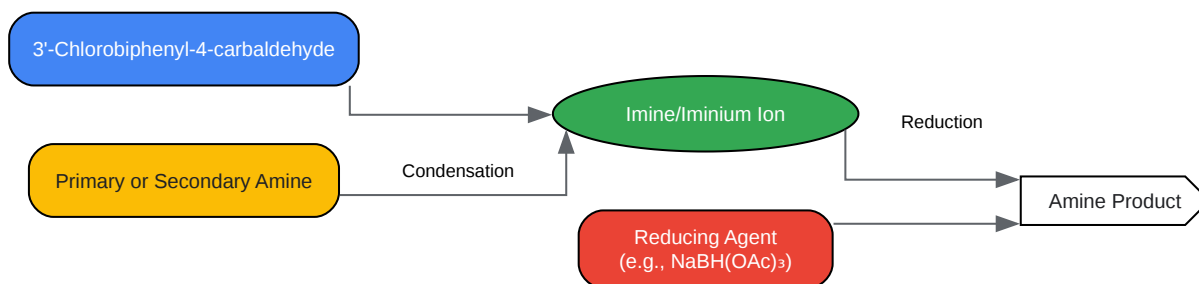 3'-Chlorobiphenyl-4-carbaldehyde
Primary or Secondary Amine
Condensation
Imine/Iminium Ion
Reduction
Reducing Agent
(e.g., NaBH(OAc)₃)
Amine Product